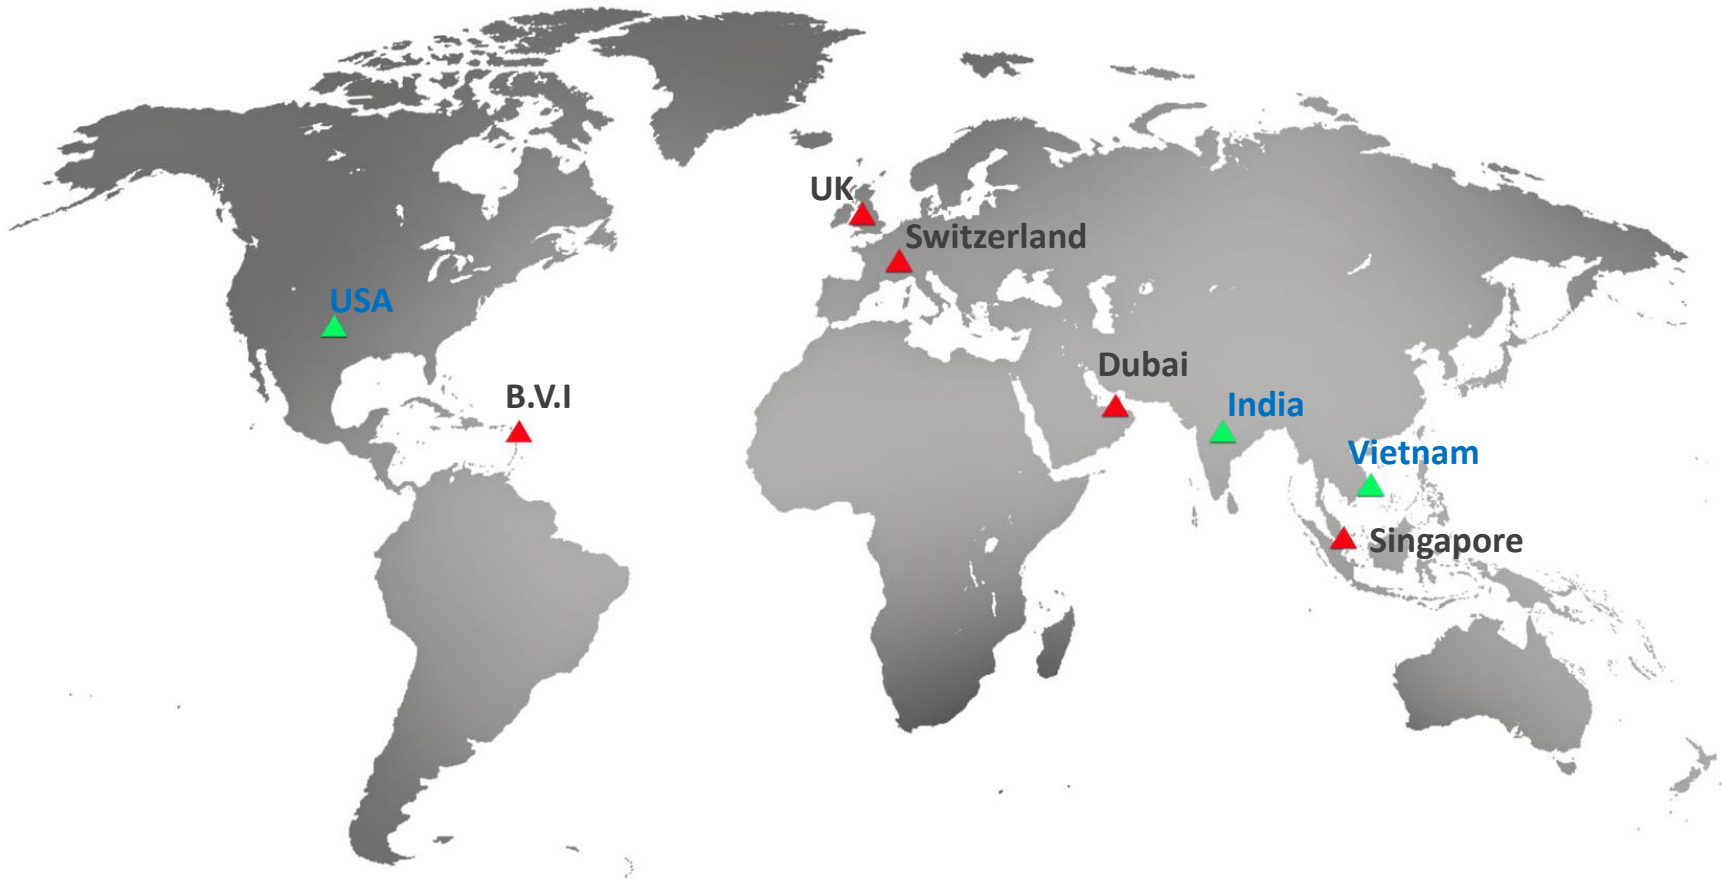 UK
Switzerland
USA
Dubai
B.V.I
India
Vietnam
Singapore